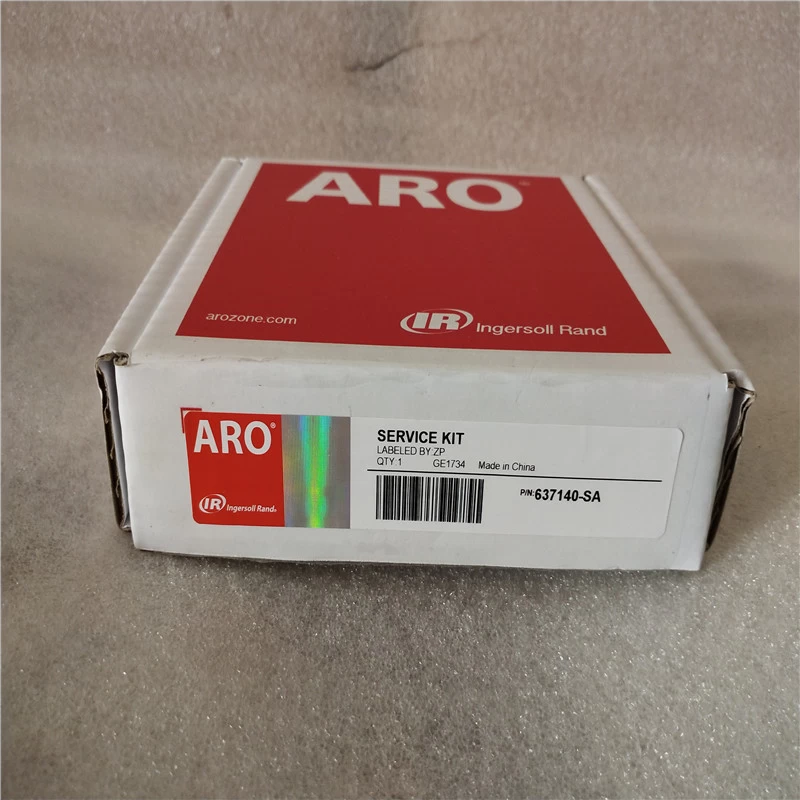 ARO
arozone.com
IR Ingersoll Rand
ARO®
IR Ingersoll Rand®
SERVICE KIT
LABELED BY:ZP
QTY:1 GE1734 Made in China
P/N:637140-SA